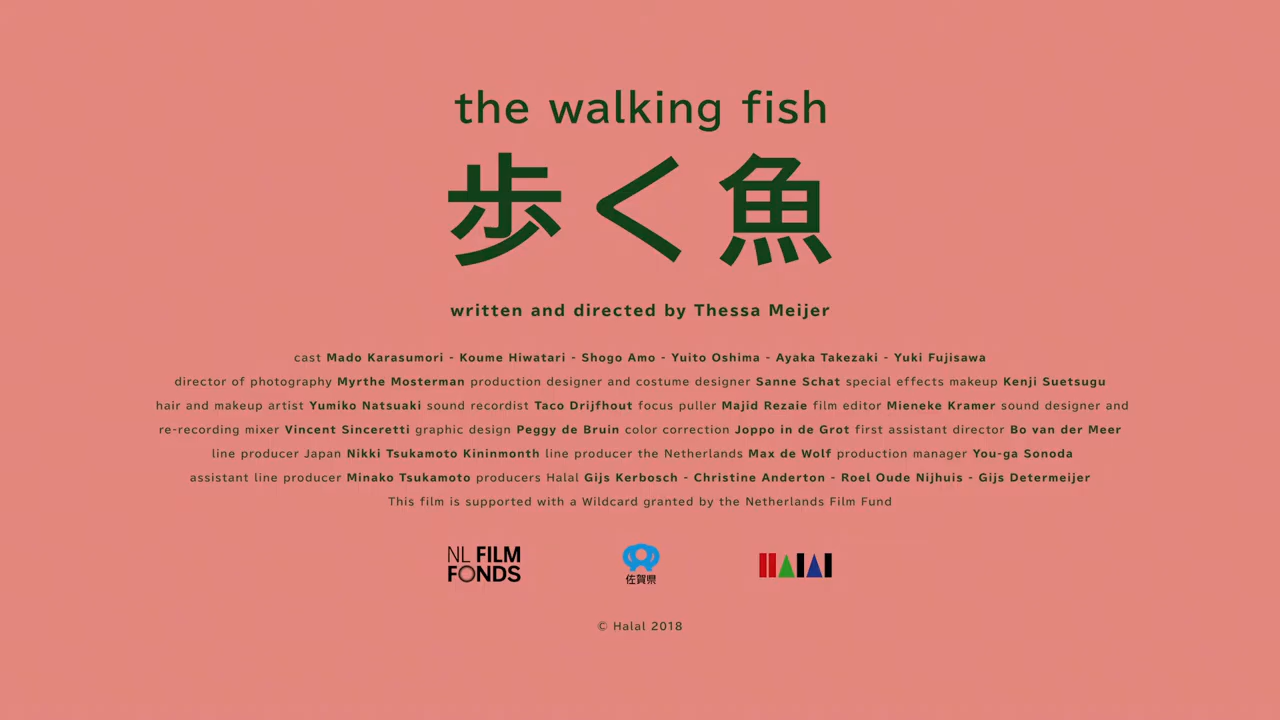 the walking fish
歩く魚
written and directed by Thessa Meijer
cast Mado Karasumori - Koume Hiwatari - Shogo Amo - Yuito Oshima - Ayaka Takezaki - Yuki Fujisawa
director of photography Myrthe Mosterman production designer and costume designer Sanne Schat special effects makeup Kenji Suetsugu
hair and makeup artist Yumiko Natsuaki sound recordist Taco Drijfhout focus puller Majid Rezaie film editor Mieneke Kramer sound designer and
re-recording mixer Vincent Sinceretti graphic design Peggy de Bruin color correction Joppo in de Grot first assistant director Bo van der Meer
line producer Japan Nikki Tsukamoto Kininmonth line producer the Netherlands Max de Wolf production manager You-ga Sonoda
assistant line producer Minako Tsukamoto producers Halal Gijs Kerbosch - Christine Anderton - Roel Oude Nijhuis - Gijs Determeijer
This film is supported with a Wildcard granted by the Netherlands Film Fund
NL FILM
FONDS
佐賀県
HALAL
© Halal 2018